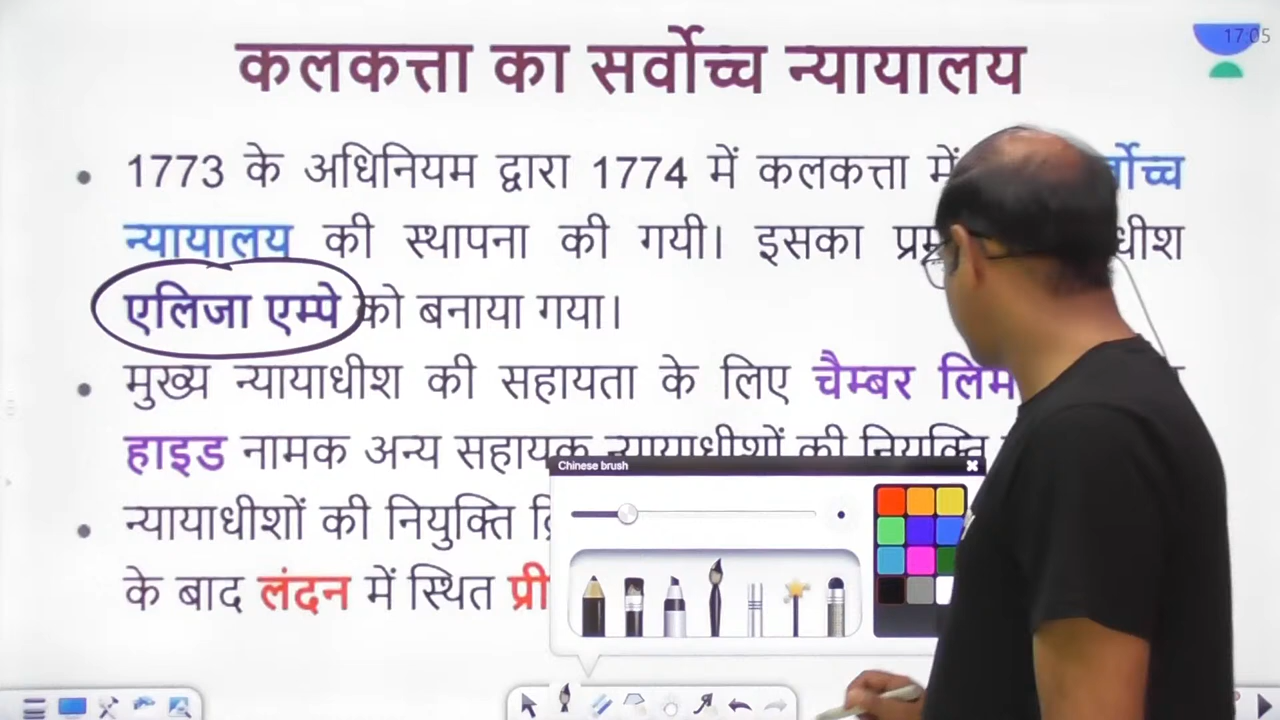 कलकत्ता का सर्वोच्च न्यायालय
17:05
1773 के अधिनियम द्वारा 1774 में कलकत्ता में
न्यायालय की स्थापना की गयी। इसका
एलिजा एम्पे को बनाया गया।
मुख्य न्यायाधीश की सहायता के लिए चैम्बर
हाइड नामक अन्य सहायक न्यायाधीशों की नियुक्ति
Chinese brush
न्यायाधीशों की नियुक्ति
के बाद लंदन में स्थित